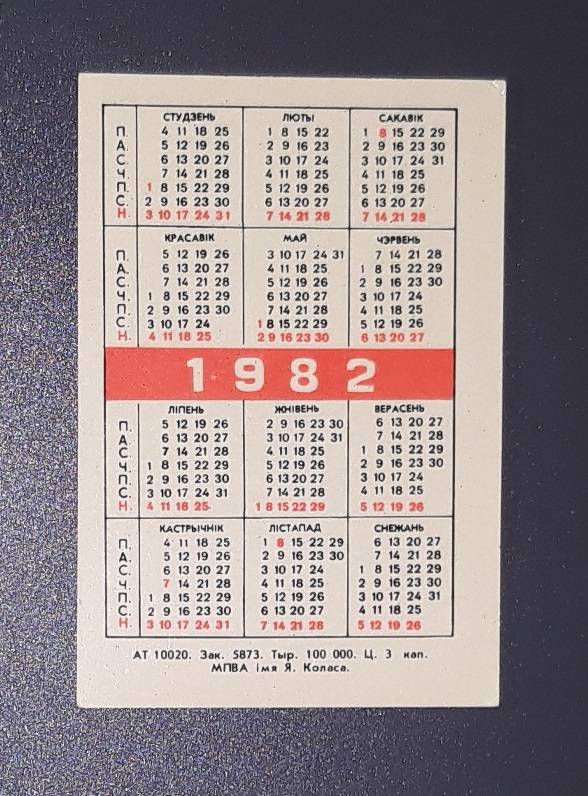 СТУДЗЕНЬ ЛЮТЫ САКАВІК
П. 4 11 18 25 1 8 15 22 1 8 15 22 29
А. 5 12 19 26 2 9 16 23 2 9 16 23 30
С. 6 13 20 27 3 10 17 24 3 10 17 24 31
Ч. 7 14 21 28 4 11 18 25 4 11 18 25
П. 1 8 15 22 29 5 12 19 26 5 12 19 26
С. 2 9 16 23 30 6 13 20 27 6 13 20 27
Н. 3 10 17 24 31 7 14 21 28 7 14 21 28
КРАСАВІК МАЙ ЧЭРВЕНЬ
П. 5 12 19 26 3 10 17 24 31 7 14 21 28
А. 6 13 20 27 4 11 18 25 1 8 15 22 29
С. 7 14 21 28 5 12 19 26 2 9 16 23 30
Ч. 1 8 15 22 29 6 13 20 27 3 10 17 24
П. 2 9 16 23 30 7 14 21 28 4 11 18 25
С. 3 10 17 24 1 8 15 22 29 5 12 19 26
Н. 4 11 18 25 2 9 16 23 30 6 13 20 27
1982
ЛІПЕНЬ ЖНІВЕНЬ ВЕРАСЕНЬ
П. 5 12 19 26 2 9 16 23 30 6 13 20 27
А. 6 13 20 27 3 10 17 24 31 7 14 21 28
С. 7 14 21 28 4 11 18 25 1 8 15 22 29
Ч. 1 8 15 22 29 5 12 19 26 2 9 16 23 30
П. 2 9 16 23 30 6 13 20 27 3 10 17 24
С. 3 10 17 24 31 7 14 21 28 4 11 18 25
Н. 4 11 18 25 1 8 15 22 29 5 12 19 26
КАСТРЫЧНІК ЛІСТАПАД СНЕЖАНЬ
П. 4 11 18 25 1 8 15 22 29 6 13 20 27
А. 5 12 19 26 2 9 16 23 30 7 14 21 28
С. 6 13 20 27 3 10 17 24 1 8 15 22 29
Ч. 7 14 21 28 4 11 18 25 2 9 16 23 30
П. 1 8 15 22 29 5 12 19 26 3 10 17 24 31
С. 2 9 16 23 30 6 13 20 27 4 11 18 25
Н. 3 10 17 24 31 7 14 21 28 5 12 19 26
АТ 10020. Зак. 5873. Тыр. 100 000. Ц. 3 кап.
МПВА імя Я. Коласа.